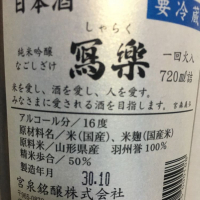 日本酒
要冷蔵
しゃらく
寫樂
純米吟醸
なごしざけ
一回火入
720ml詰
米を愛し、酒を愛し、人を愛す。
みなさまに愛される酒を目指します。
アルコール分/16度
原材料名/米(国産)、米麹(国産米)
原料米/山形県産 羽州誉100%
精米歩合/50%
製造年月
30.10
宮泉銘醸株式会社